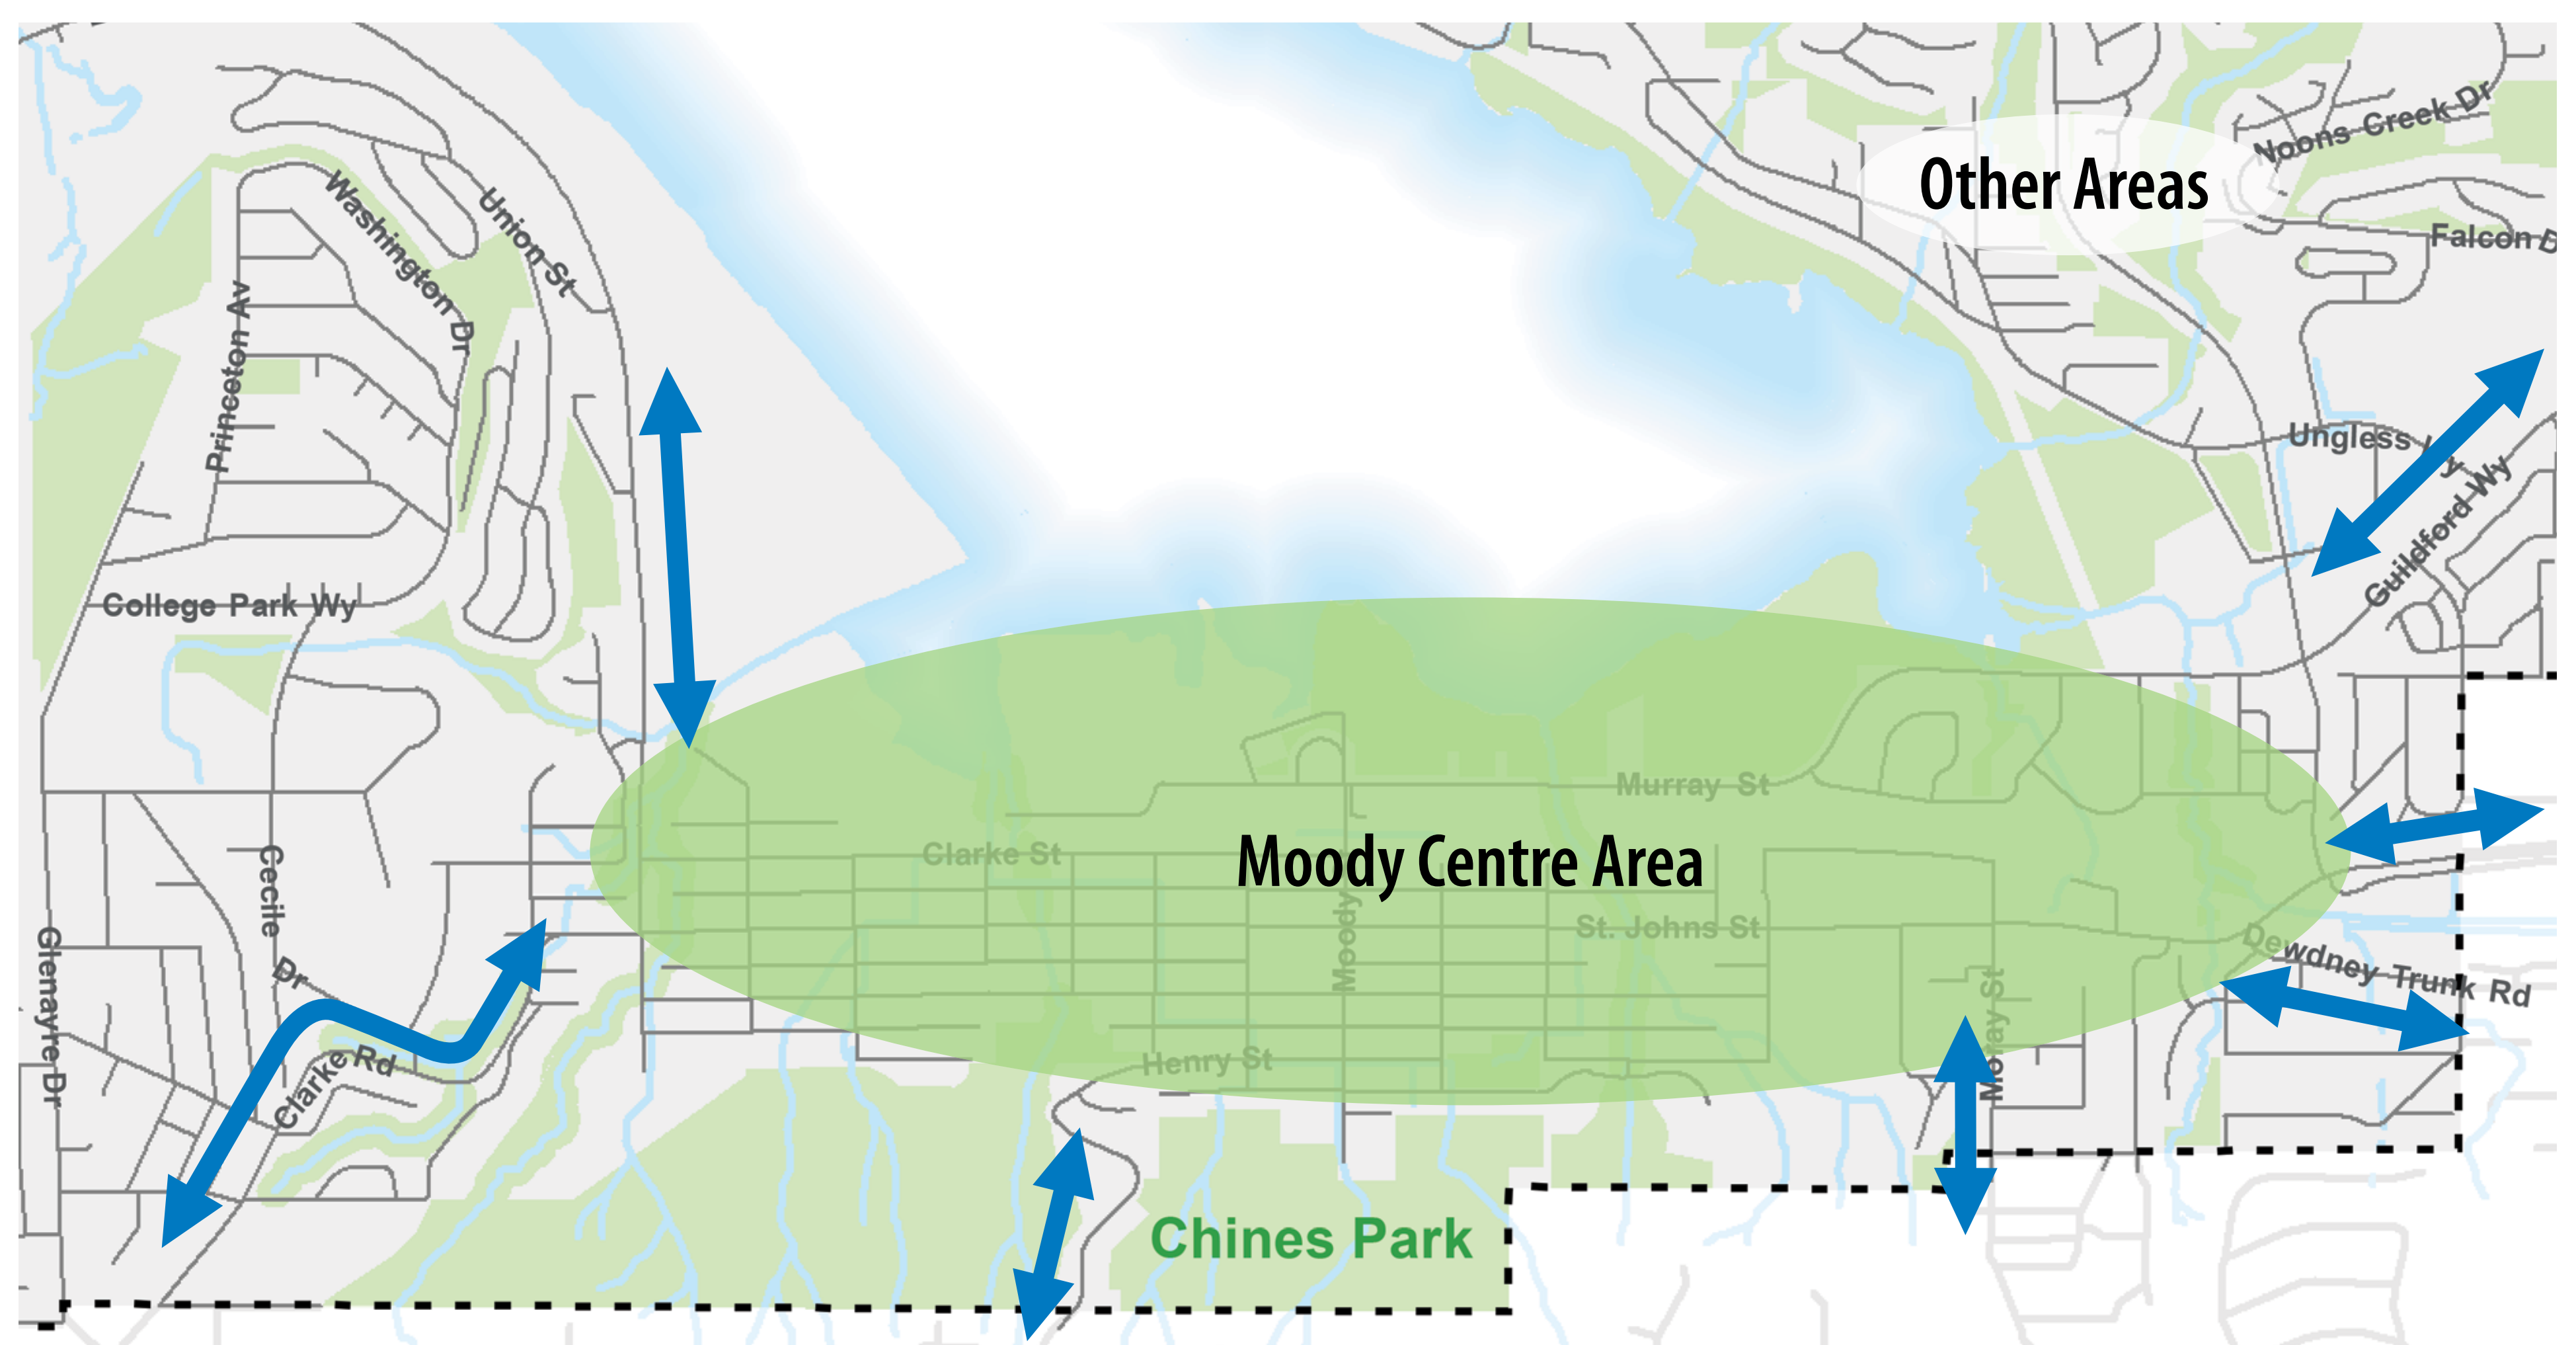 Noons Creek Dr
Other Areas
Washington Dr
Union St
Falcon D
Princeton Av
Ungless
y
Guildford Wy
College Park Wy
Murray St
Clarke St
Moody Centre Area
Cecile
Dr
Moody
St. Johns St
Dewdney Trunk Rd
Glenayre Dr
Moray St
Clarke Rd
Henry St
Chines Park